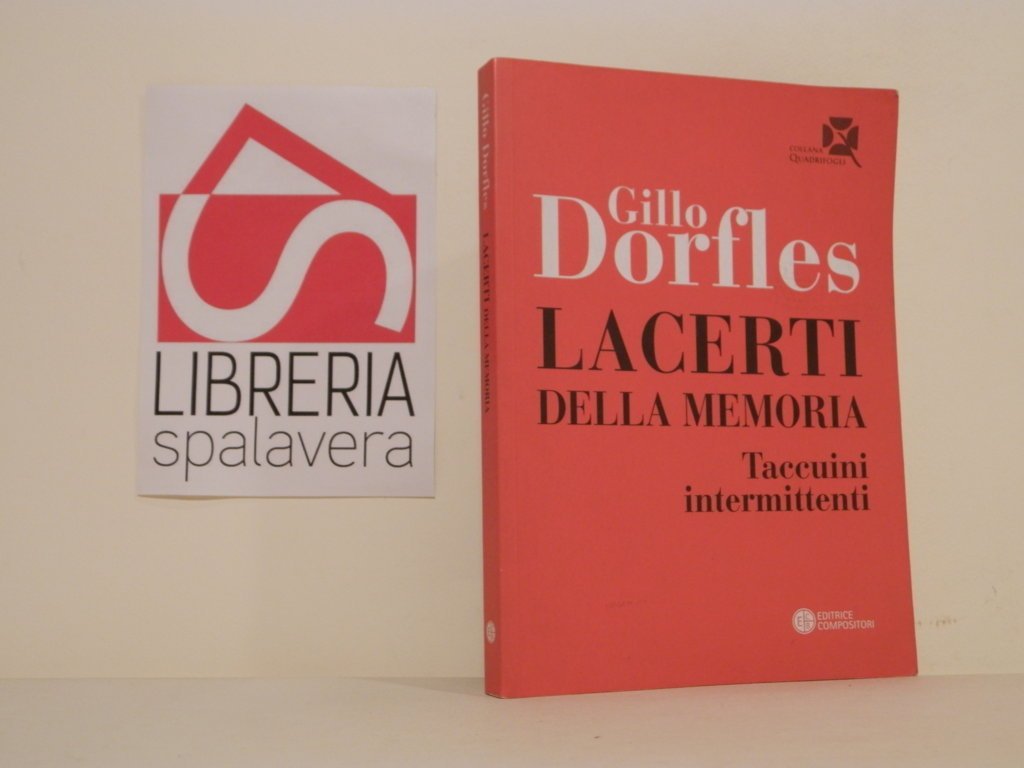 LIBRERIA
spalavera
Gillo Dorfles LACERTI DELLA MEMORIA
COLLANA
QUADRIFOGLI
Gillo
Dorfles
LACERTI
DELLA MEMORIA
Taccuini
intermittenti
EDITRICE
COMPOSITORI